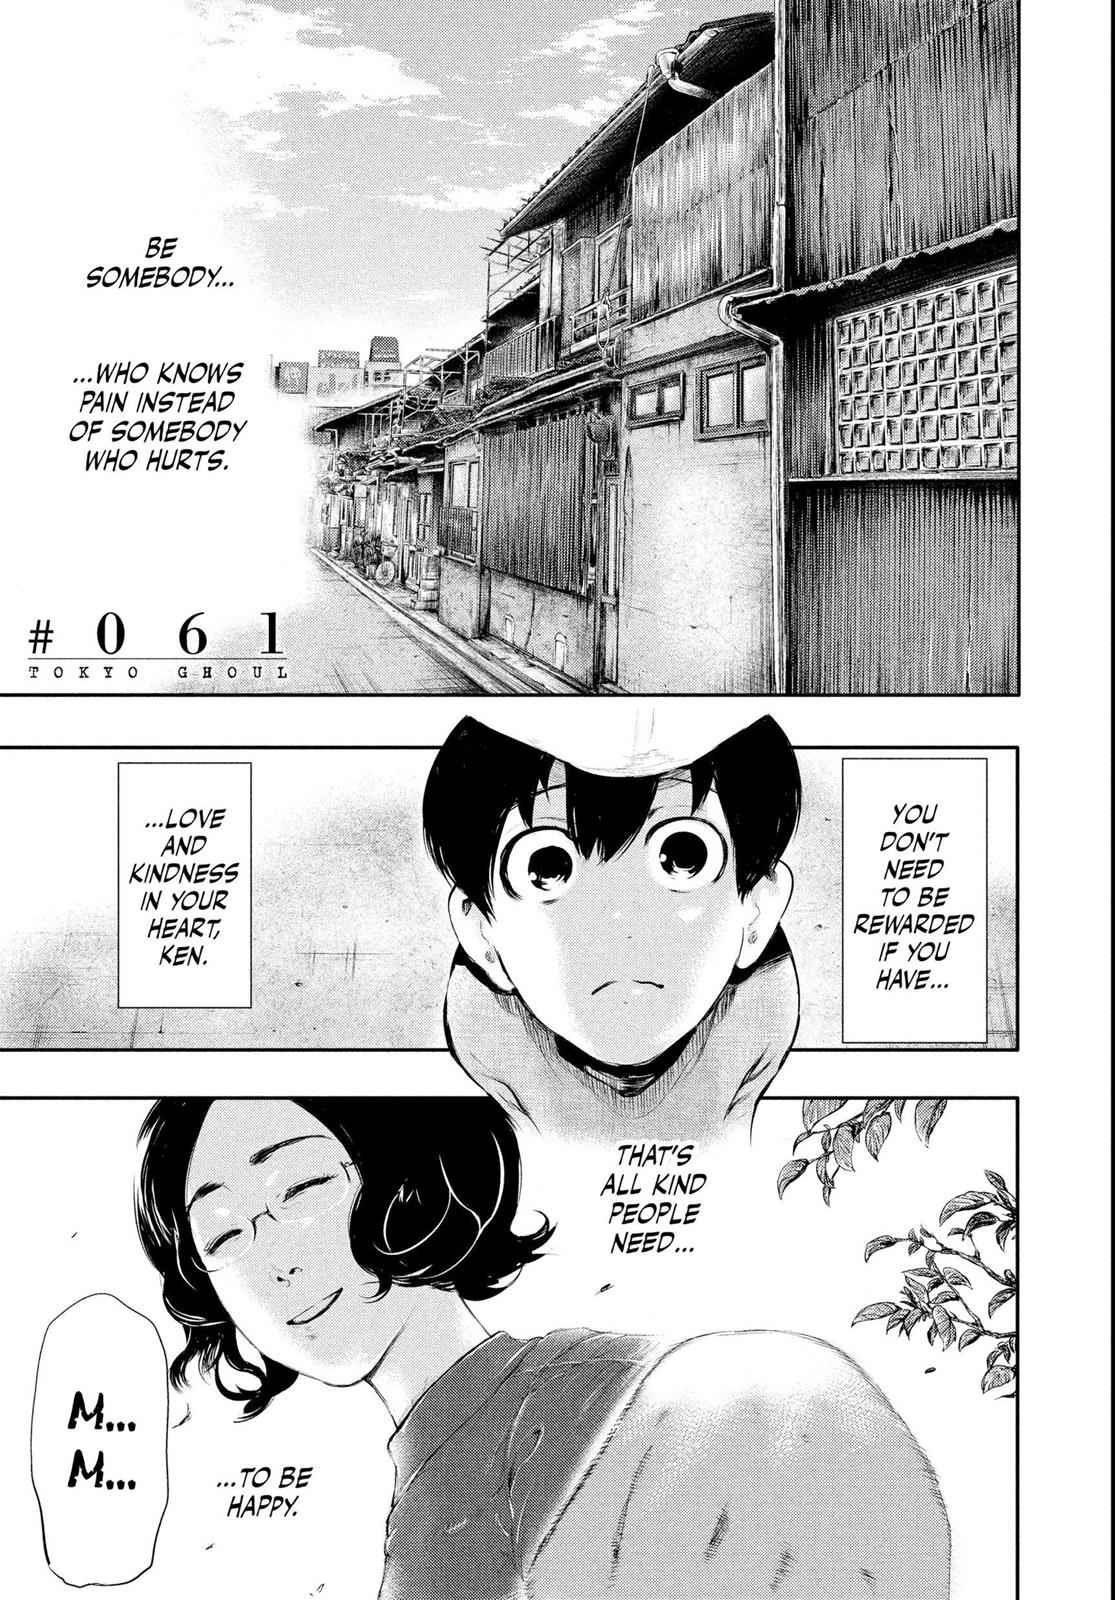 BE
SOMEBODY...
...WHO KNOWS
PAIN INSTEAD
OF SOMEBODY
WHO HURTS.
#061
TOKYO GHOUL
YOU
DON'T
NEED
TO BE
REWARDED
IF YOU
HAVE...
...LOVE
AND
KINDNESS
IN YOUR
HEART,
KEN.
THAT'S
ALL KIND
PEOPLE
NEED...
...TO BE
HAPPY.
M...
M...